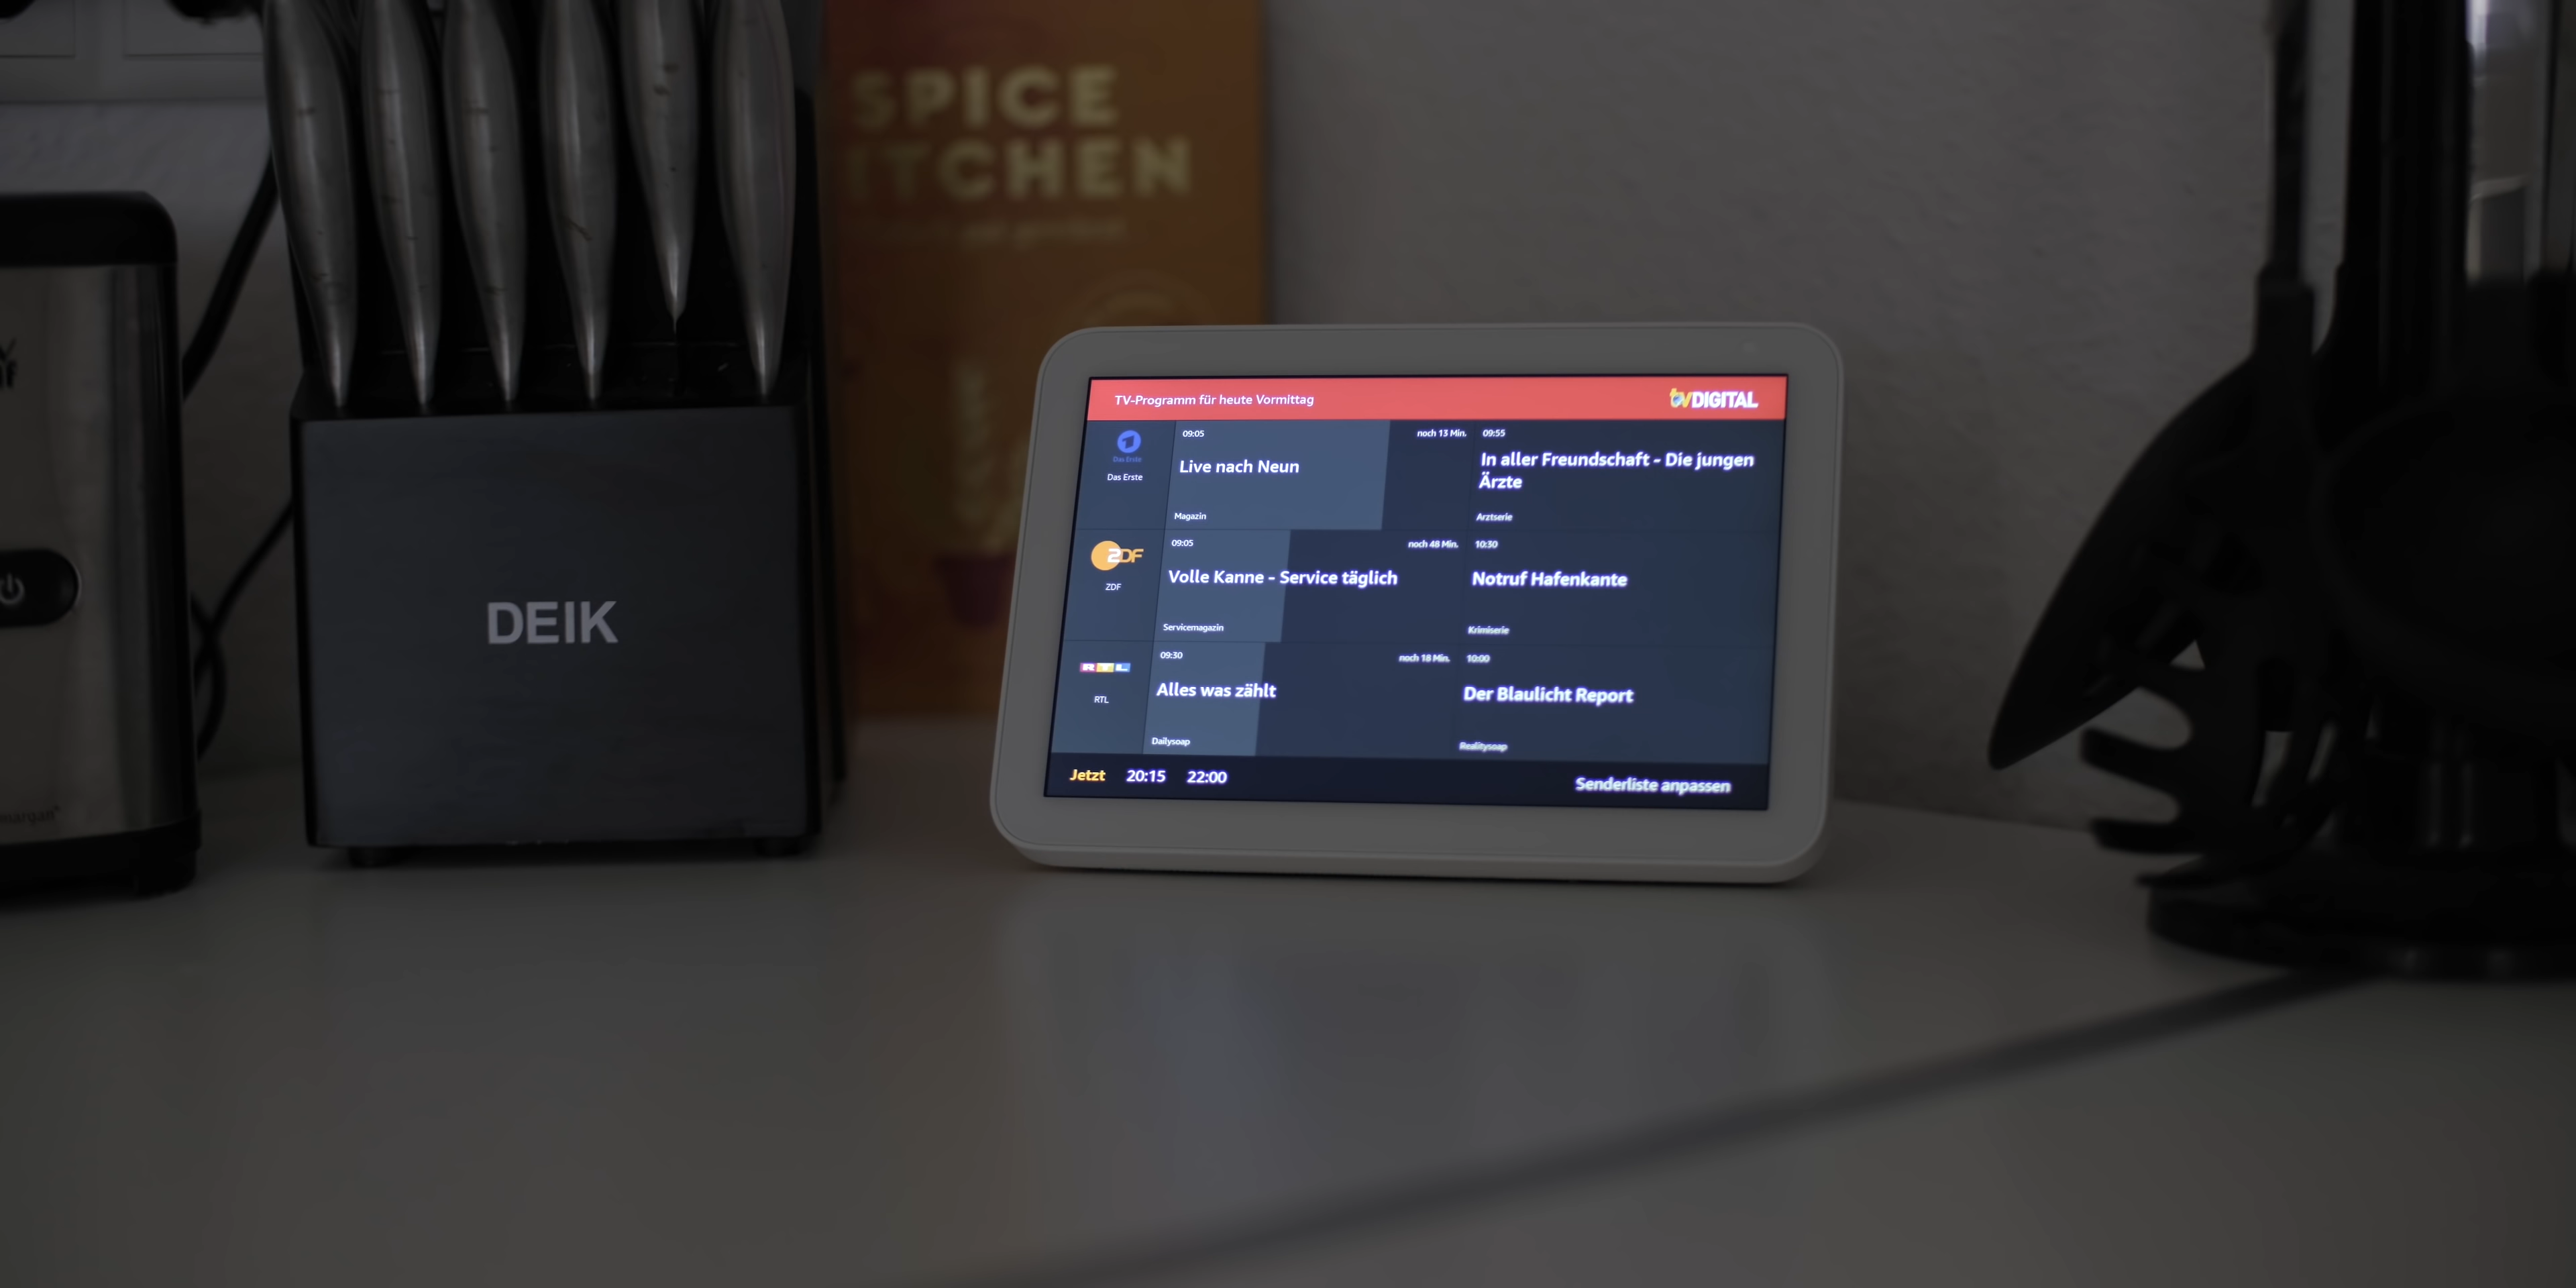 SPICE
ITCHEN
DEIK
TV-Programm für heute Vormittag
tvDIGITAL
Das Erste
Das Erste
09:05
noch 13 Min.
Live nach Neun
Magazin
09:55
In aller Freundschaft - Die jungen
Ärzte
Arztserie
ZDF
ZDF
09:05
noch 48 Min.
Volle Kanne - Service täglich
Servicemagazin
10:30
Notruf Hafenkante
Krimiserie
RTL
RTL
09:30
noch 18 Min.
Alles was zählt
Dailysoap
10:00
Der Blaulicht Report
Realitysoap
Jetzt 20:15 22:00
Senderliste anpassen